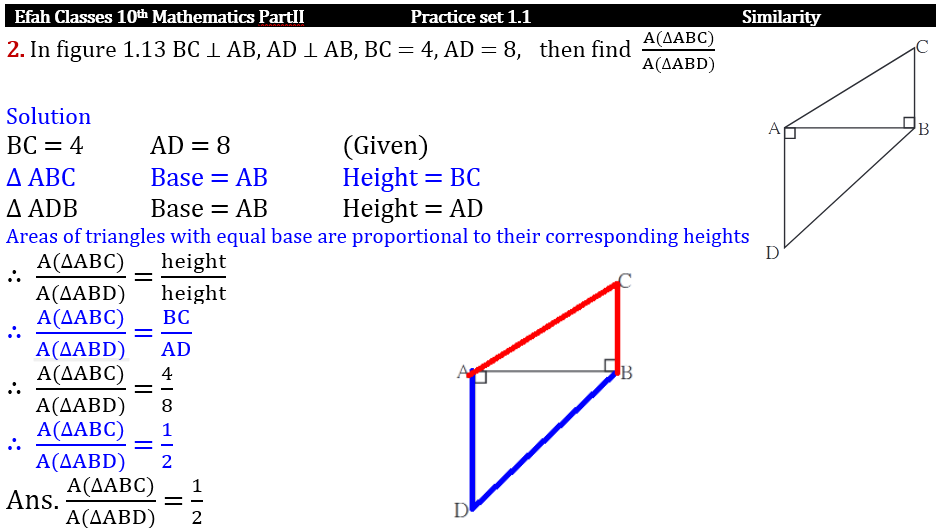 Efah Classes 10th Mathematics PartII Practice set 1.1 Similarity
2. In figure 1.13 BC ⊥ AB, AD ⊥ AB, BC = 4, AD = 8, then find A(ΔABC)/A(ΔABD)
C
A
B
D
Solution
BC = 4 AD = 8 (Given)
Δ ABC Base = AB Height = BC
Δ ADB Base = AB Height = AD
Areas of triangles with equal base are proportional to their corresponding heights
∴ A(ΔABC)/A(ΔABD) = height/height
∴ A(ΔABC)/A(ΔABD) = BC/AD
∴ A(ΔABC)/A(ΔABD) = 4/8
∴ A(ΔABC)/A(ΔABD) = 1/2
Ans. A(ΔABC)/A(ΔABD) = 1/2
C
A
B
D